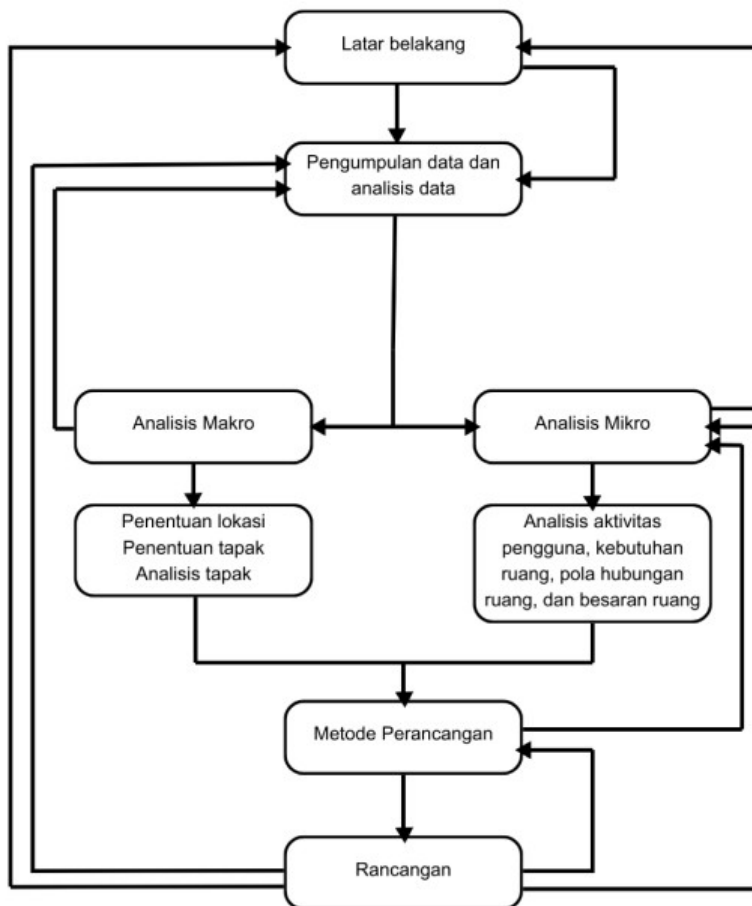 Latar belakang
Pengumpulan data dan
analisis data
Analisis Makro
Analisis Mikro
Penentuan lokasi
Penentuan tapak
Analisis tapak
Analisis aktivitas
pengguna, kebutuhan
ruang, pola hubungan
ruang, dan besaran ruang
Metode Perancangan
Rancangan